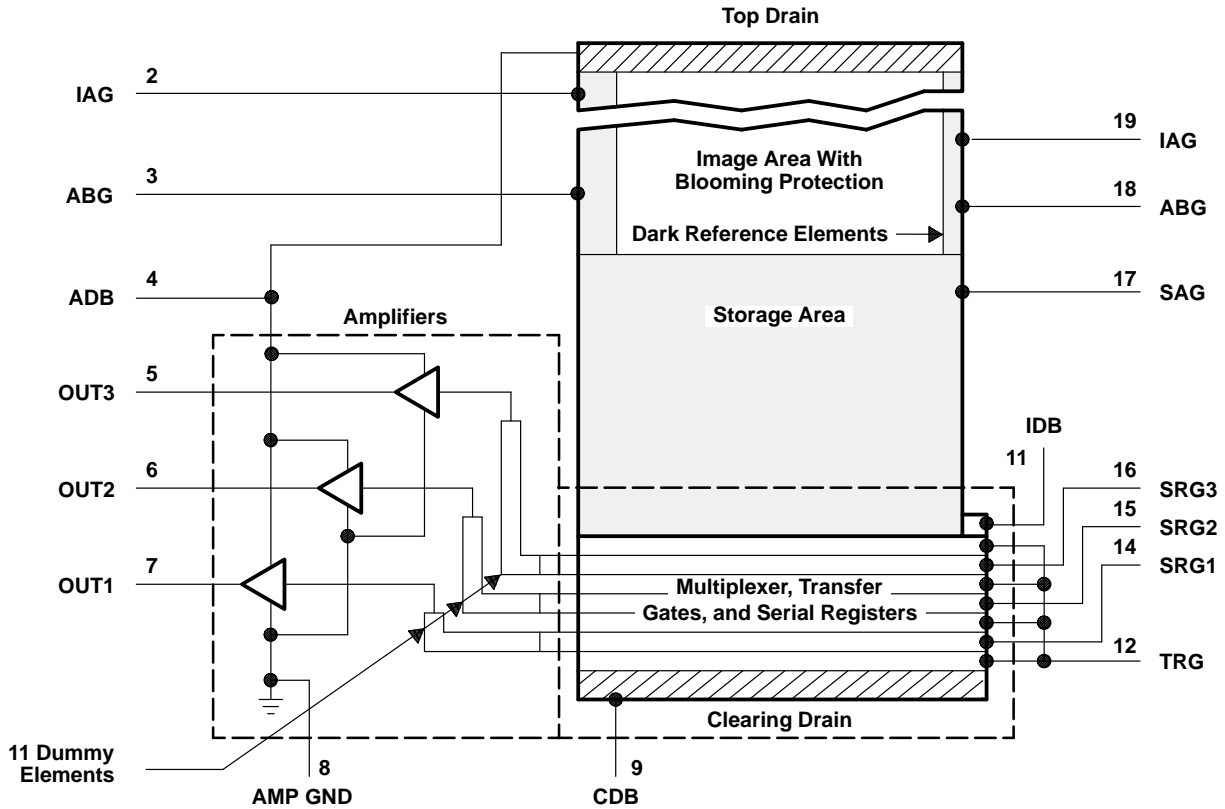 Top Drain
2
IAG
19
IAG
Image Area With
Blooming Protection
3
ABG
18
ABG
Dark Reference Elements
4
ADB
17
SAG
Storage Area
Amplifiers
5
OUT3
IDB
11
6
OUT2
16
SRG3
15
SRG2
14
SRG1
7
OUT1
Multiplexer, Transfer
Gates, and Serial Registers
12
TRG
Clearing Drain
11 Dummy
Elements
8
AMP GND
9
CDB